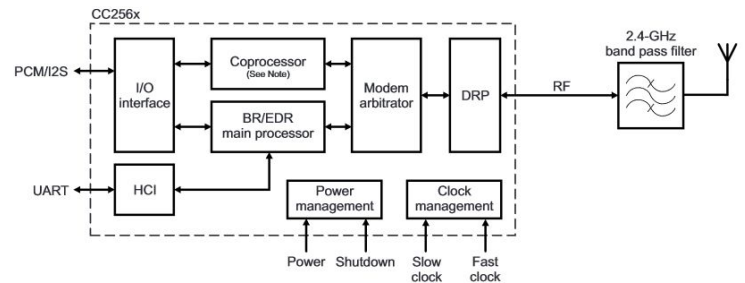 CC256x
2.4-GHz
band pass filter
PCM/I2S
I/O
interface
Coprocessor
(See Note)
Modem
arbitrator
DRP
RF
BR/EDR
main processor
UART
HCI
Power
management
Clock
management
Power
Shutdown
Slow
clock
Fast
clock